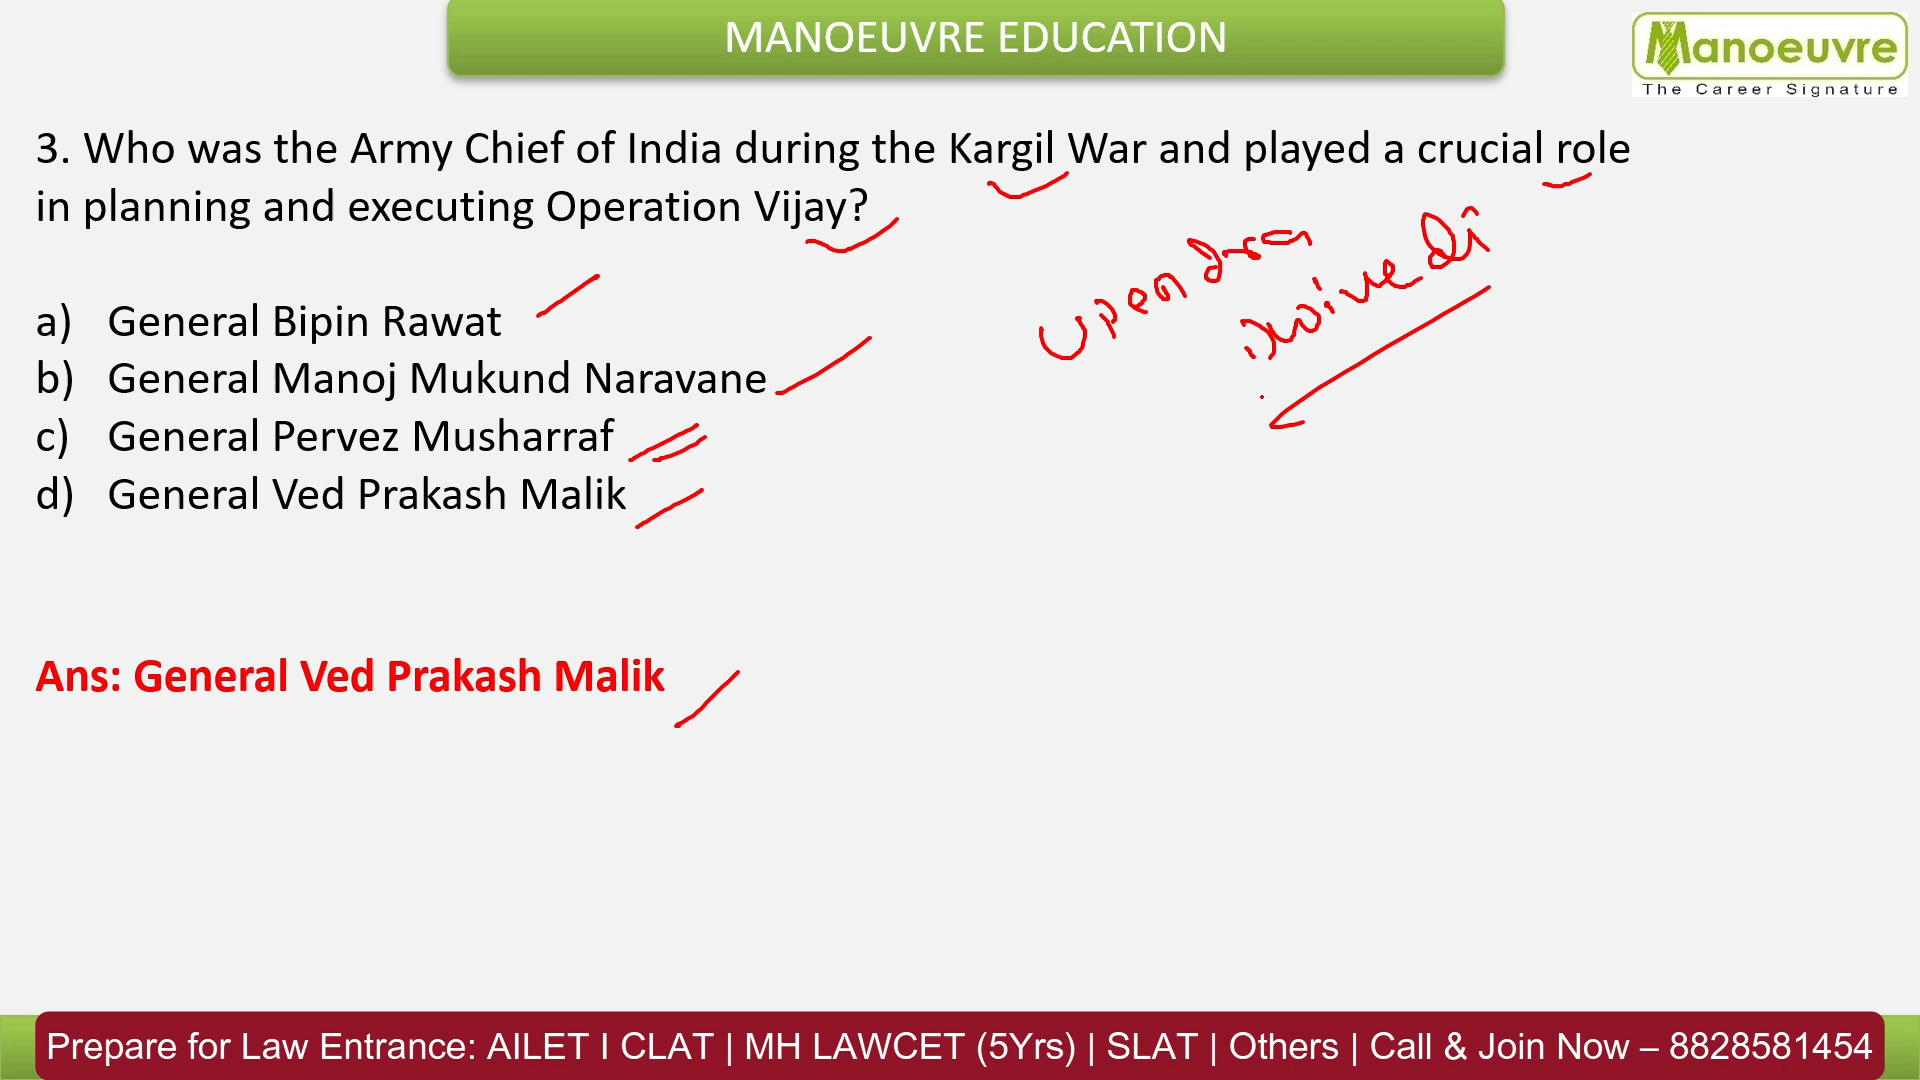 MANOEUVRE EDUCATION
Manoeuvre
The Career Signature
3. Who was the Army Chief of India during the Kargil War and played a crucial role
in planning and executing Operation Vijay?
a) General Bipin Rawat
b) General Manoj Mukund Naravane
c) General Pervez Musharraf
d) General Ved Prakash Malik
Upendra
Dwivedi
Ans: General Ved Prakash Malik
Prepare for Law Entrance: AILET I CLAT | MH LAWCET (5Yrs) | SLAT | Others | Call & Join Now – 8828581454